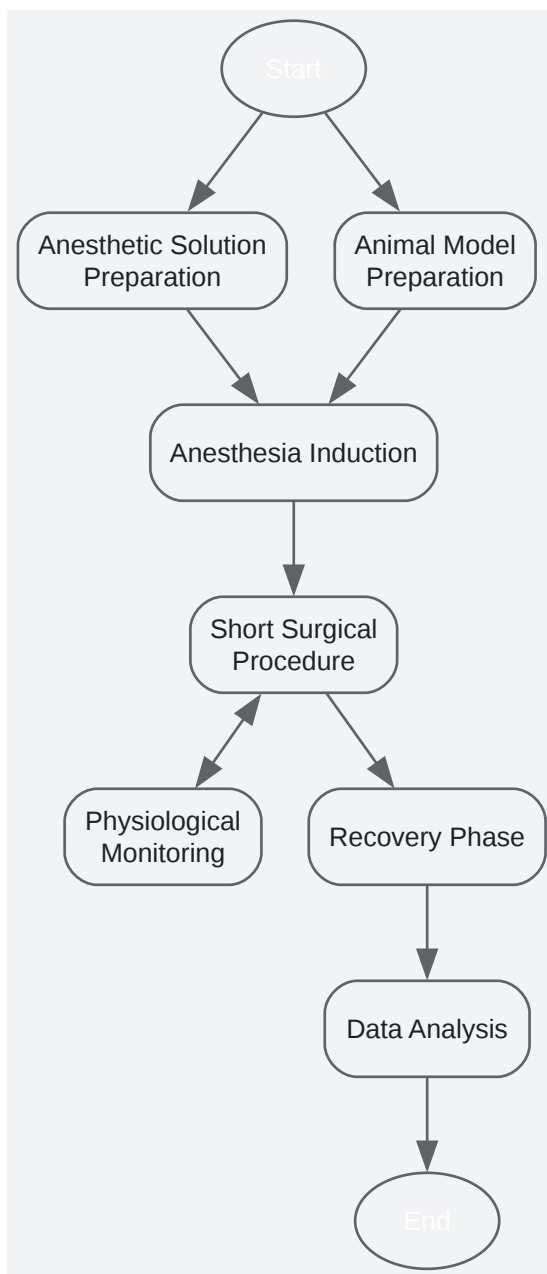 Start
Anesthetic Solution
Preparation
Animal Model
Preparation
Anesthesia Induction
Short Surgical
Procedure
Physiological
Monitoring
Recovery Phase
Data Analysis
End